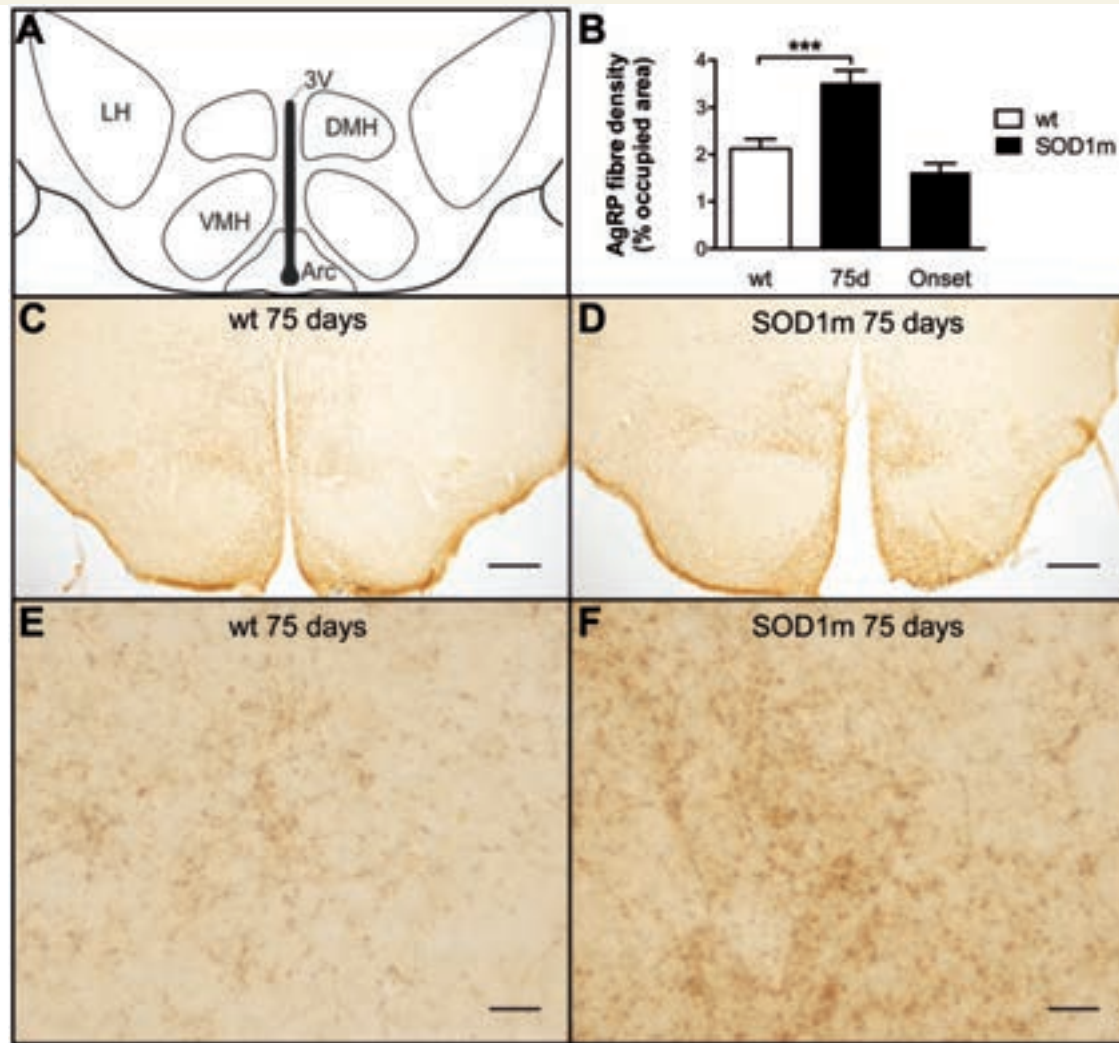 A
LH
3V
DMH
VMH
Arc
B
AgRP fibre density
(% occupied area)
4
3
2
1
0
***
wt
75d
Onset
wt
SOD1m
C
wt 75 days
D
SOD1m 75 days
E
wt 75 days
F
SOD1m 75 days